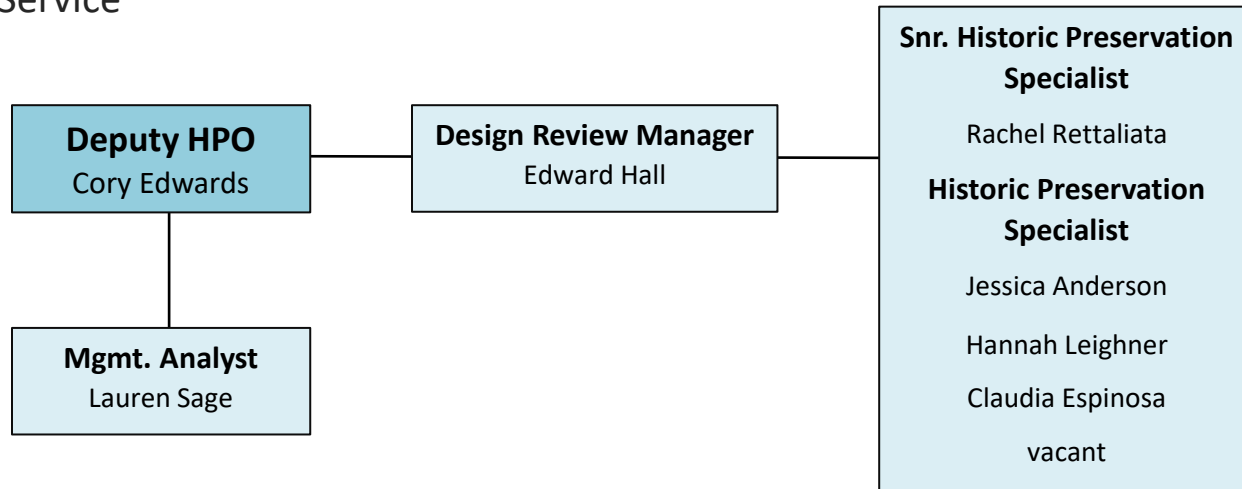 Service
Deputy HPO
Cory Edwards
Design Review Manager
Edward Hall
Snr. Historic Preservation
Specialist
Rachel Rettaliata
Historic Preservation
Specialist
Jessica Anderson
Hannah Leighner
Claudia Espinosa
vacant
Mgmt. Analyst
Lauren Sage